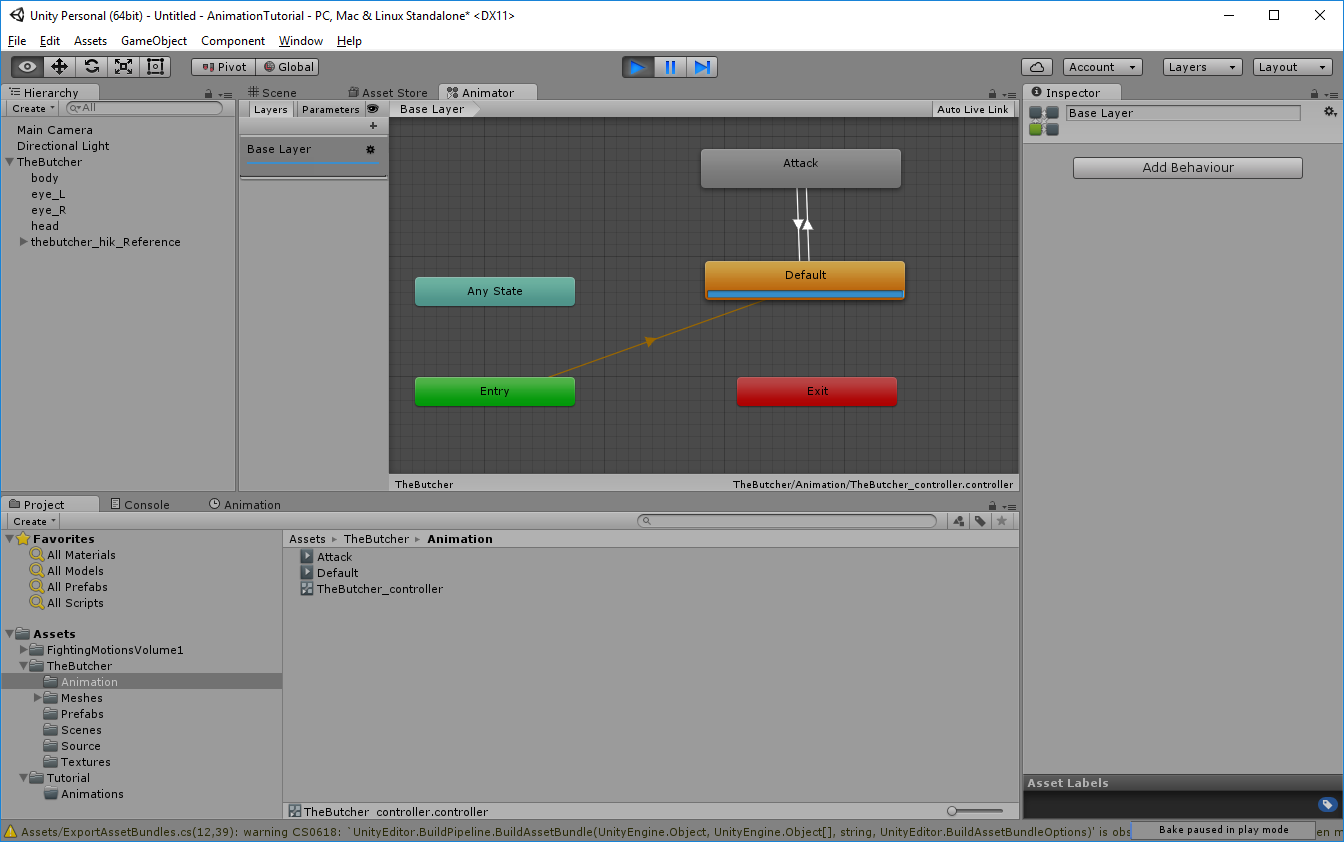 Unity Personal (64bit) - Untitled - AnimationTutorial - PC, Mac & Linux Standalone* <DX11>
File Edit Assets GameObject Component Window Help
Pivot Global Account Layers Layout
Hierarchy
Create All
Main Camera
Directional Light
TheButcher
body
eye_L
eye_R
head
thebutcher_hik_Reference
Scene Asset Store Animator
Layers Parameters Base Layer Auto Live Link
+
Base Layer
Attack
Default
Any State
Entry
Exit
TheButcher TheButcher/Animation/TheButcher_controller.controller
Inspector
Base Layer
Add Behaviour
Project Console Animation
Create
Favorites
All Materials
All Models
All Prefabs
All Scripts
Assets
FightingMotionsVolume1
TheButcher
Animation
Meshes
Prefabs
Scenes
Source
Textures
Tutorial
Animations
Assets TheButcher Animation
Attack
Default
TheButcher_controller
TheButcher_controller.controller
Asset Labels
Assets/ExportAssetBundles.cs(12,39): warning CS0618: `UnityEditor.BuildPipeline.BuildAssetBundle(UnityEngine.Object, UnityEngine.Object[], string, UnityEditor.BuildAssetBundleOptions)' is obs
Bake paused in play mode